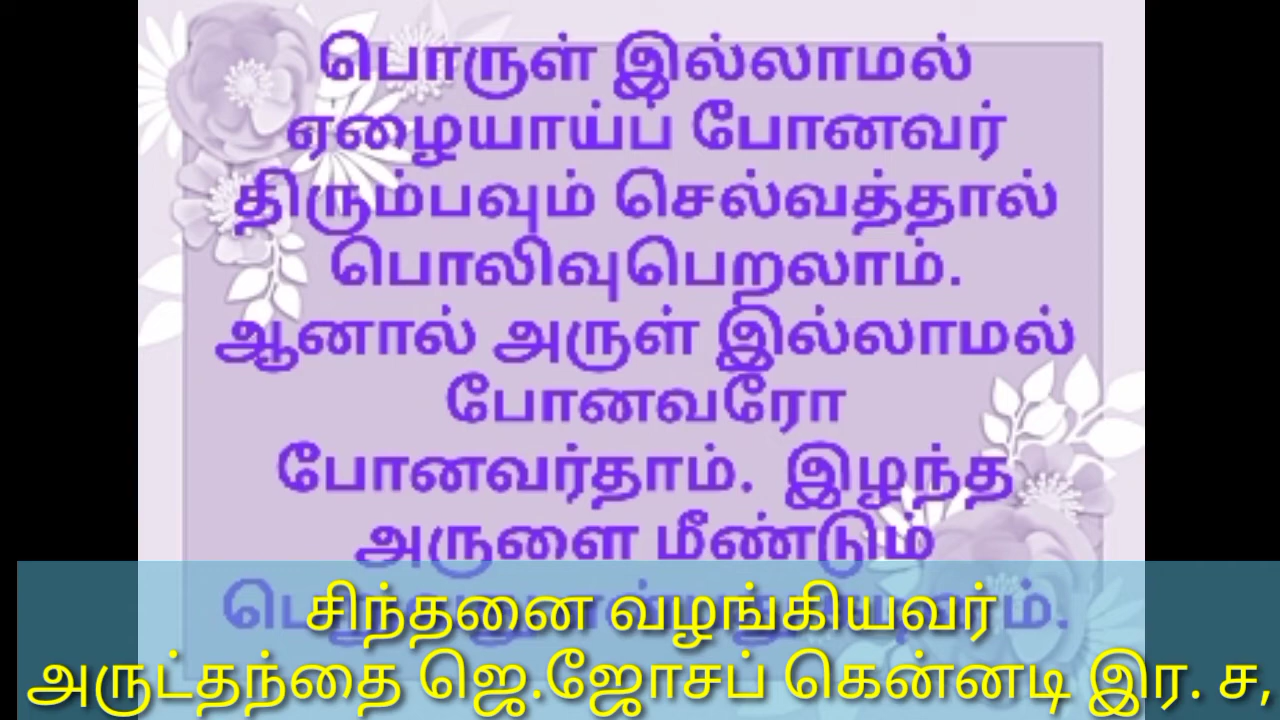 பொருள் இல்லாமல்
ஏழையாய்ப் போனவர்
திரும்பவும் செல்வத்தால்
பொலிவுபெறலாம்.
ஆனால் அருள் இல்லாமல்
போனவரோ
போனவர்தாம். இழந்த
அருளை மீண்டும்
சிந்தனை வழங்கியவர்
அருட்தந்தை ஜெ.ஜோசப் கென்னடி இர. ச,